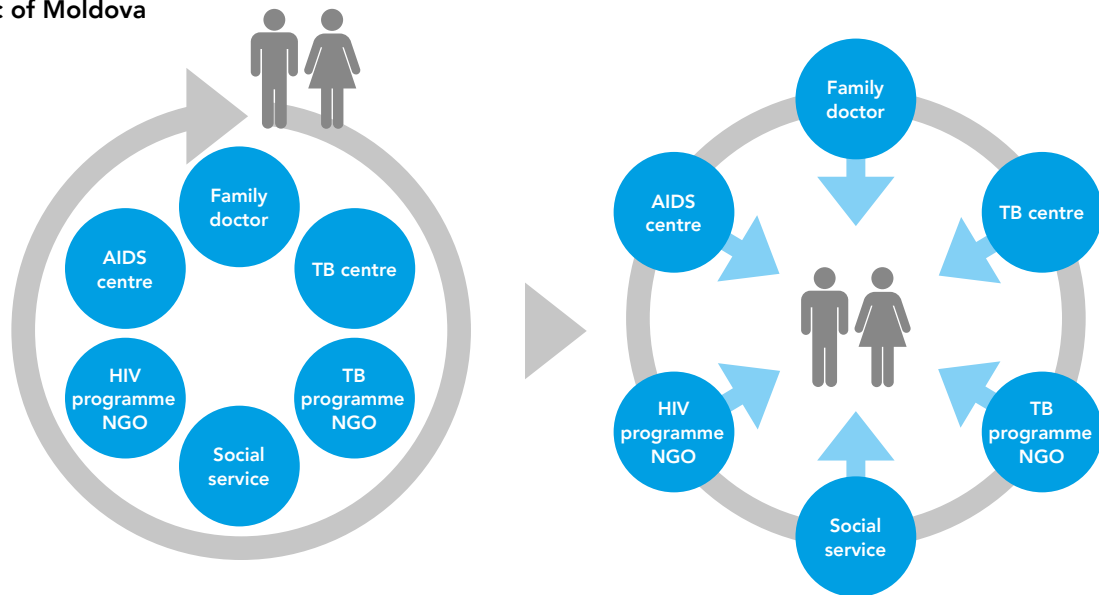 of Moldova
Family
doctor
AIDS
centre
TB centre
HIV
programme
NGO
TB
programme
NGO
Social
service
Family
doctor
AIDS
centre
TB centre
HIV
programme
NGO
TB
programme
NGO
Social
service